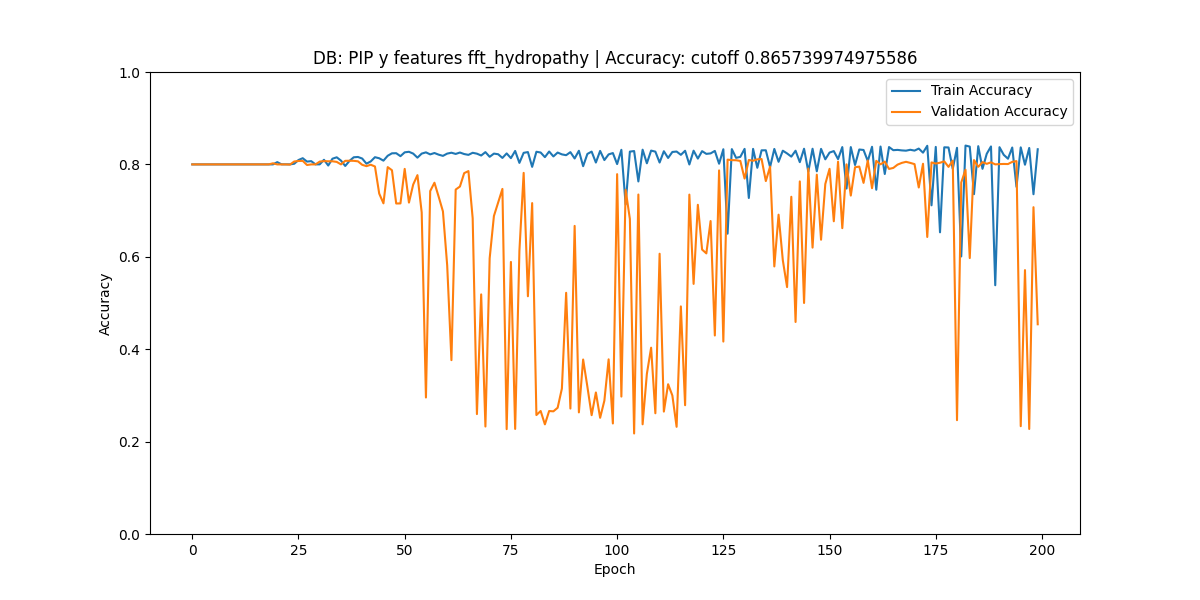 DB: PIP y features fft_hydropathy | Accuracy: cutoff 0.865739974975586
1.0
Train Accuracy
Validation Accuracy
0.8
0.6
Accuracy
0.4
0.2
0.0
0 25 50 75 100 125 150 175 200
Epoch